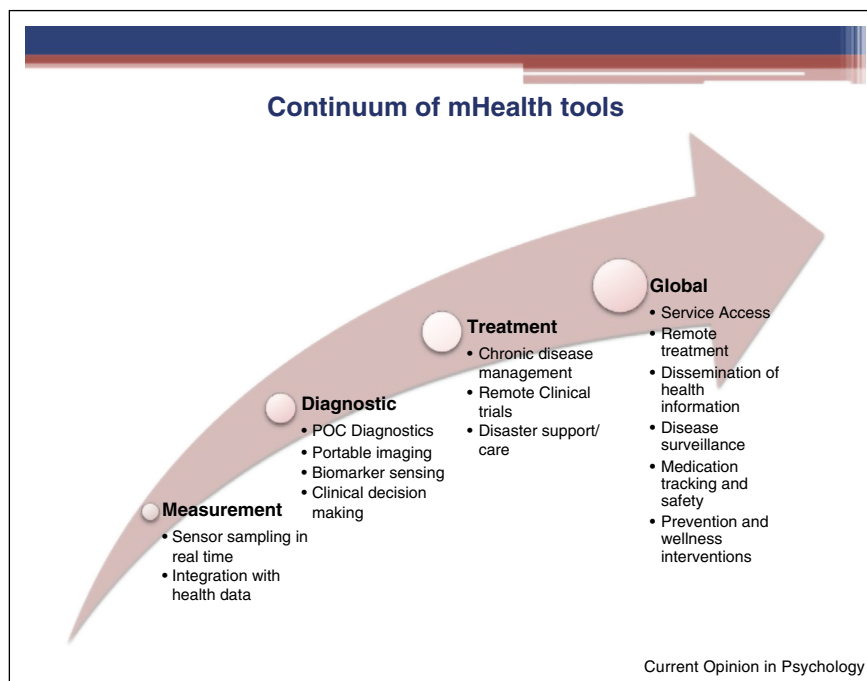 Continuum of mHealth tools
Measurement
• Sensor sampling in
real time
• Integration with
health data
Diagnostic
• POC Diagnostics
• Portable imaging
• Biomarker sensing
• Clinical decision
making
Treatment
• Chronic disease
management
• Remote Clinical
trials
• Disaster support/
care
Global
• Service Access
• Remote
treatment
• Dissemination of
health
information
• Disease
surveillance
• Medication
tracking and
safety
• Prevention and
wellness
interventions
Current Opinion in Psychology